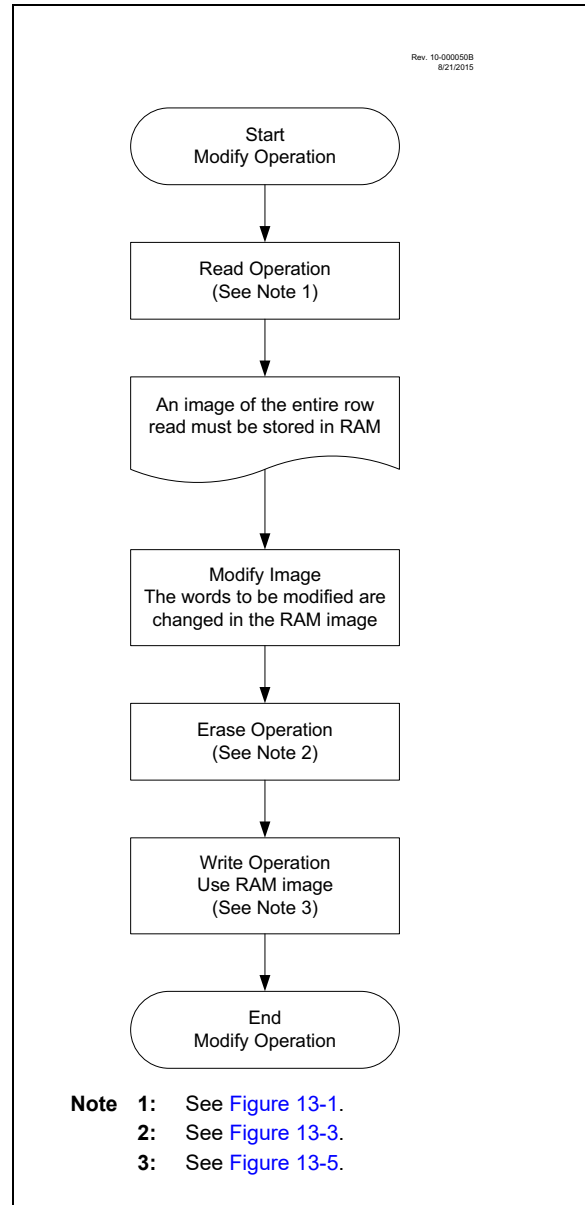 Rev. 10-000050B
8/21/2015
Start
Modify Operation
Read Operation
(See Note 1)
An image of the entire row
read must be stored in RAM
Modify Image
The words to be modified are
changed in the RAM image
Erase Operation
(See Note 2)
Write Operation
Use RAM image
(See Note 3)
End
Modify Operation
Note 1: See Figure 13-1.
2: See Figure 13-3.
3: See Figure 13-5.